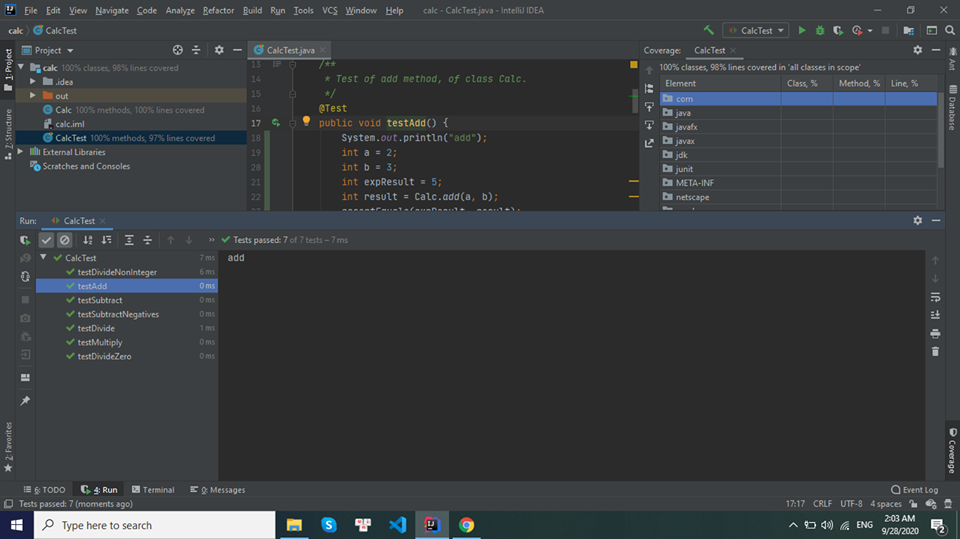 File Edit View Navigate Code Analyze Refactor Build Run Tools VCS Window Help calc - CalcTest.java - IntelliJ IDEA
calc CalcTest
CalcTest
Project
calc 100% classes, 98% lines covered
.idea
out
Calc 100% methods, 100% lines covered
calc.iml
CalcTest 100% methods, 97% lines covered
External Libraries
Scratches and Consoles
1: Project
7: Structure
2: Favorites
CalcTest.java
13 /**
14 * Test of add method, of class Calc.
15 */
16 @Test
17 public void testAdd() {
18 System.out.println("add");
19 int a = 2;
20 int b = 3;
21 int expResult = 5;
22 int result = Calc.add(a, b);
Coverage: CalcTest
100% classes, 98% lines covered in 'all classes in scope'
Element Class, % Method, % Line, %
com
java
javafx
javax
jdk
junit
META-INF
netscape
Ant
Database
Coverage
Run: CalcTest
Tests passed: 7 of 7 tests – 7 ms
CalcTest 7 ms
testDivideNonInteger 6 ms
testAdd 0 ms
testSubtract 0 ms
testSubtractNegatives 0 ms
testDivide 1 ms
testMultiply 0 ms
testDivideZero 0 ms
add
6: TODO 4: Run Terminal 0: Messages Event Log
Tests passed: 7 (moments ago) 17:17 CRLF UTF-8 4 spaces
Type here to search
ENG
2:03 AM
9/28/2020
2